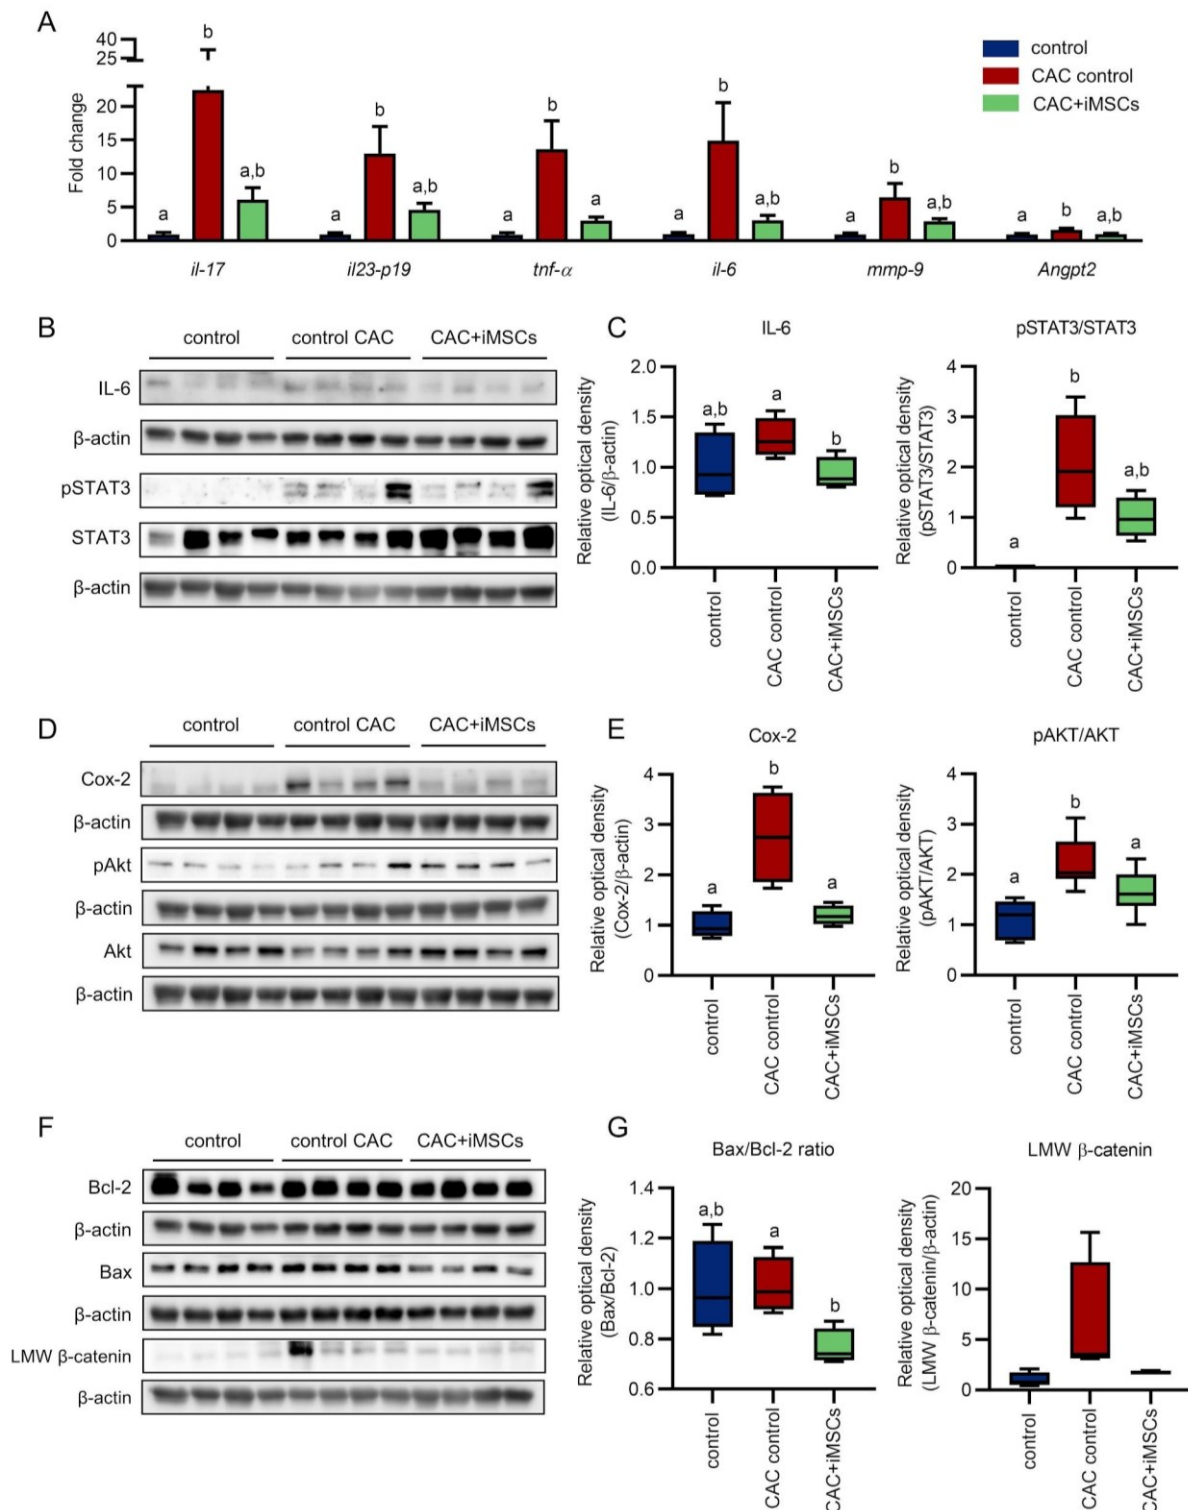 A
40
25
20
15
10
5
0
Fold change
b
b
b
b
b
b
a
a,b
a
a,b
a
a
a
a,b
a
a,b
a
a,b
control
CAC control
CAC+iMSCs
il-17
il23-p19
tnf-α
il-6
mmp-9
Angpt2
B
control
control CAC
CAC+iMSCs
IL-6
β-actin
pSTAT3
STAT3
β-actin
C
IL-6
Relative optical density
(IL-6/β-actin)
2.0
1.5
1.0
0.5
0.0
a,b
a
b
control
CAC control
CAC+iMSCs
pSTAT3/STAT3
Relative optical density
(pSTAT3/STAT3)
4
3
2
1
0
a
b
a,b
control
CAC control
CAC+iMSCs
D
control
control CAC
CAC+iMSCs
Cox-2
β-actin
pAkt
β-actin
Akt
β-actin
E
Cox-2
Relative optical density
(Cox-2/β-actin)
4
3
2
1
0
a
b
a
control
CAC control
CAC+iMSCs
pAKT/AKT
Relative optical density
(pAKT/AKT)
4
3
2
1
0
a
b
a
control
CAC control
CAC+iMSCs
F
control
control CAC
CAC+iMSCs
Bcl-2
β-actin
Bax
β-actin
LMW β-catenin
β-actin
G
Bax/Bcl-2 ratio
Relative optical density
(Bax/Bcl-2)
1.4
1.2
1.0
0.8
0.6
a,b
a
b
control
CAC control
CAC+iMSCs
LMW β-catenin
Relative optical density
(LMW β-catenin/β-actin)
20
15
10
5
0
control
CAC control
CAC+iMSCs